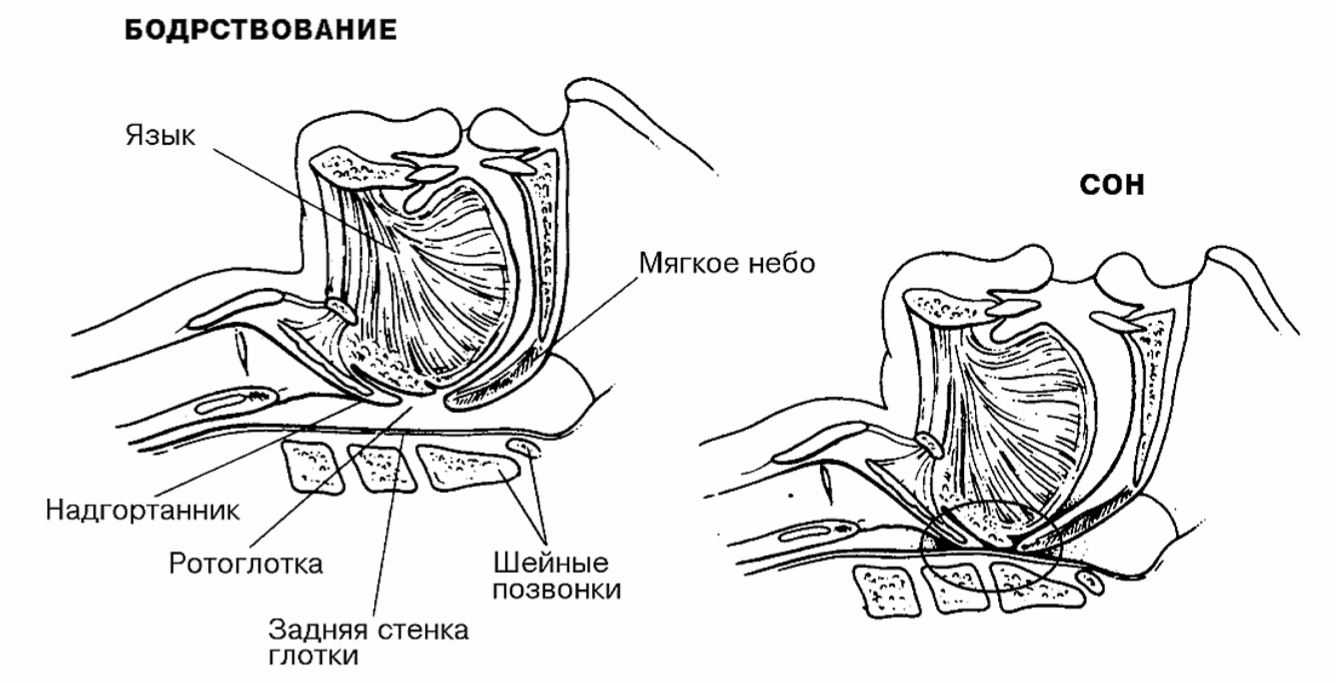 БОДРСТВОВАНИЕ
Язык
СОН
Мягкое небо
Надгортанник
Ротоглотка
Шейные
позвонки
Задняя стенка
глотки